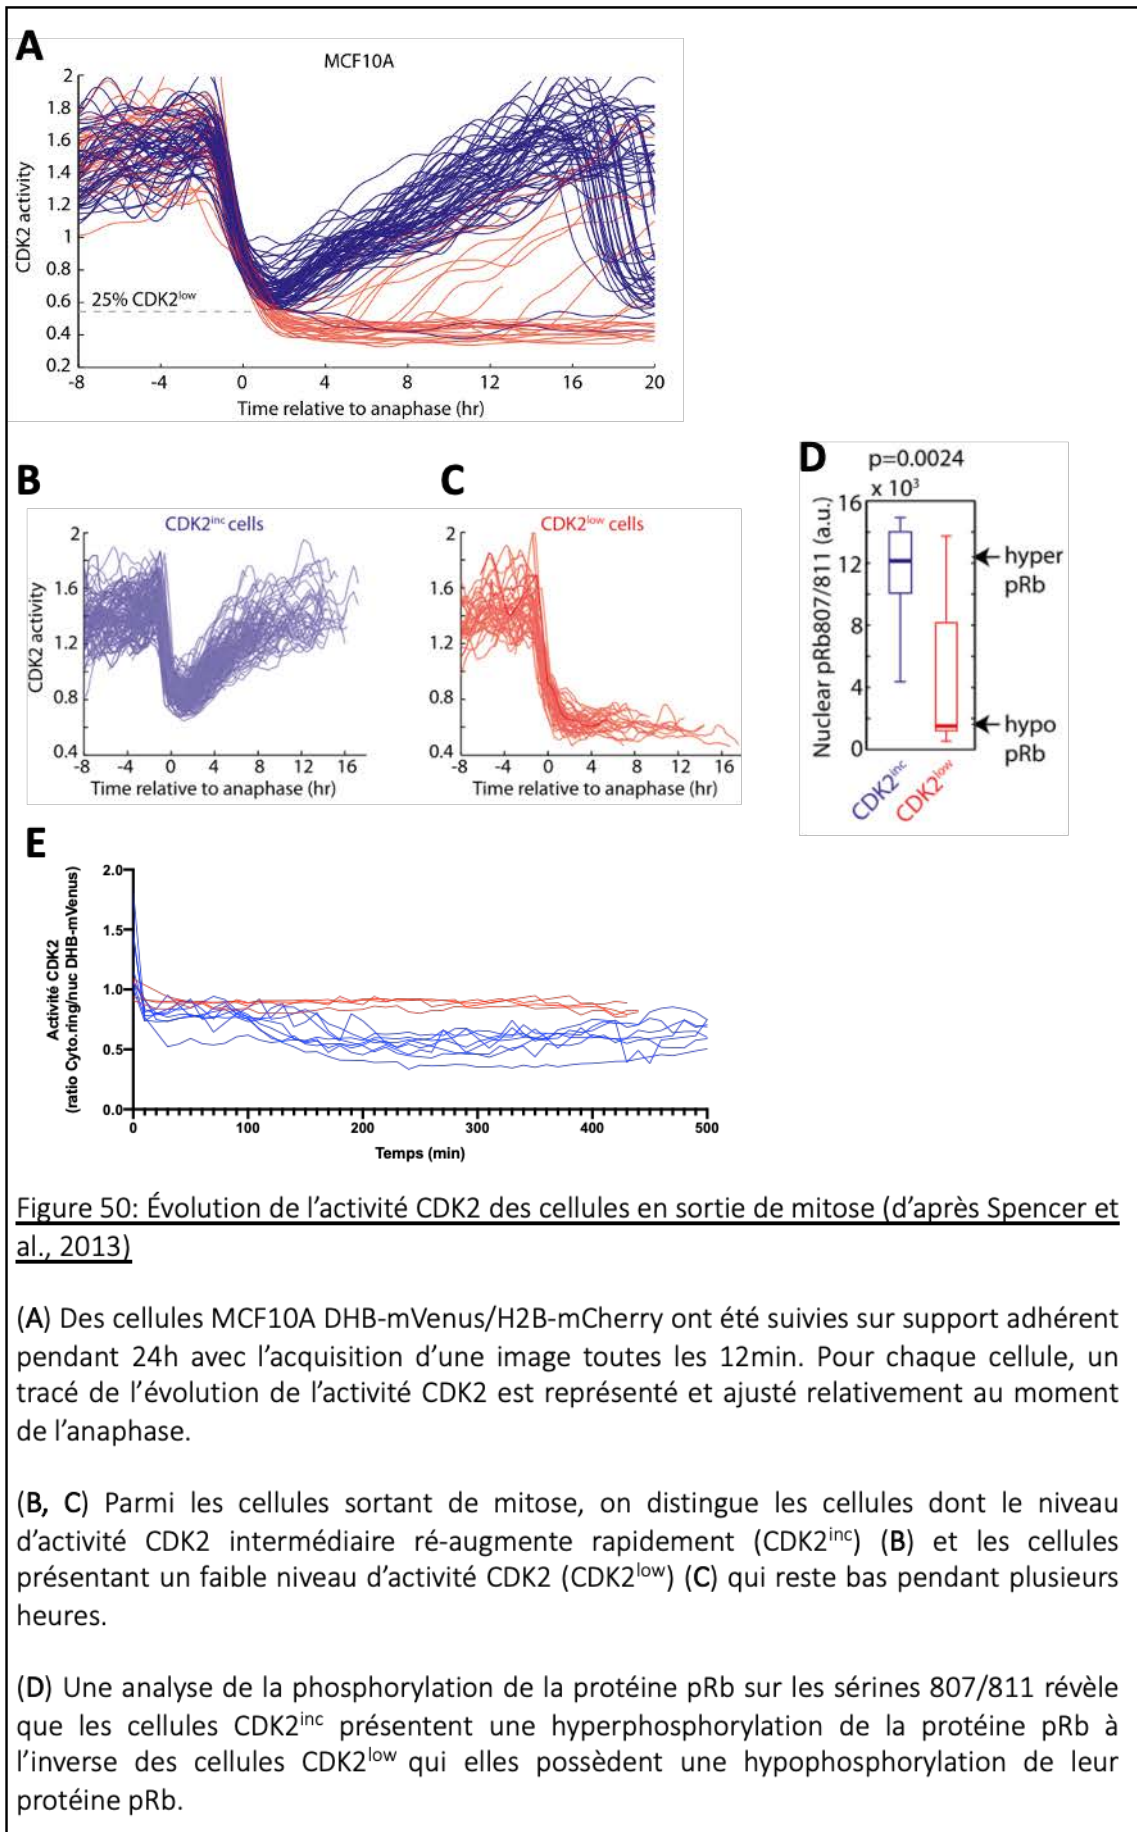 A
MCF10A
CDK2 activity
2
1.8
1.6
1.4
1.2
1
0.8
0.6
0.4
0.2
25% CDK2low
-8
-4
0
4
8
12
16
20
Time relative to anaphase (hr)
B
CDK2inc cells
CDK2 activity
2
1.6
1.2
0.8
0.4
-8
-4
0
4
8
12
16
Time relative to anaphase (hr)
C
CDK2low cells
2
1.6
1.2
0.8
0.4
-8
-4
0
4
8
12
16
Time relative to anaphase (hr)
D
p=0.0024
x 10³
Nuclear pRb807/811 (a.u.)
16
12
8
4
0
hyper
pRb
hypo
pRb
CDK2inc
CDK2low
E
Activité CDK2
(ratio Cyto.ring/nuc DHB-mVenus)
2.0
1.5
1.0
0.5
0.0
0
100
200
300
400
500
Temps (min)
Figure 50: Évolution de l’activité CDK2 des cellules en sortie de mitose (d’après Spencer et
al., 2013)
(A) Des cellules MCF10A DHB-mVenus/H2B-mCherry ont été suivies sur support adhérent
pendant 24h avec l’acquisition d’une image toutes les 12min. Pour chaque cellule, un
tracé de l’évolution de l’activité CDK2 est représenté et ajusté relativement au moment
de l’anaphase.
(B, C) Parmi les cellules sortant de mitose, on distingue les cellules dont le niveau
d’activité CDK2 intermédiaire ré-augmente rapidement (CDK2inc) (B) et les cellules
présentant un faible niveau d’activité CDK2 (CDK2low) (C) qui reste bas pendant plusieurs
heures.
(D) Une analyse de la phosphorylation de la protéine pRb sur les sérines 807/811 révèle
que les cellules CDK2inc présentent une hyperphosphorylation de la protéine pRb à
l’inverse des cellules CDK2low qui elles possèdent une hypophosphorylation de leur
protéine pRb.